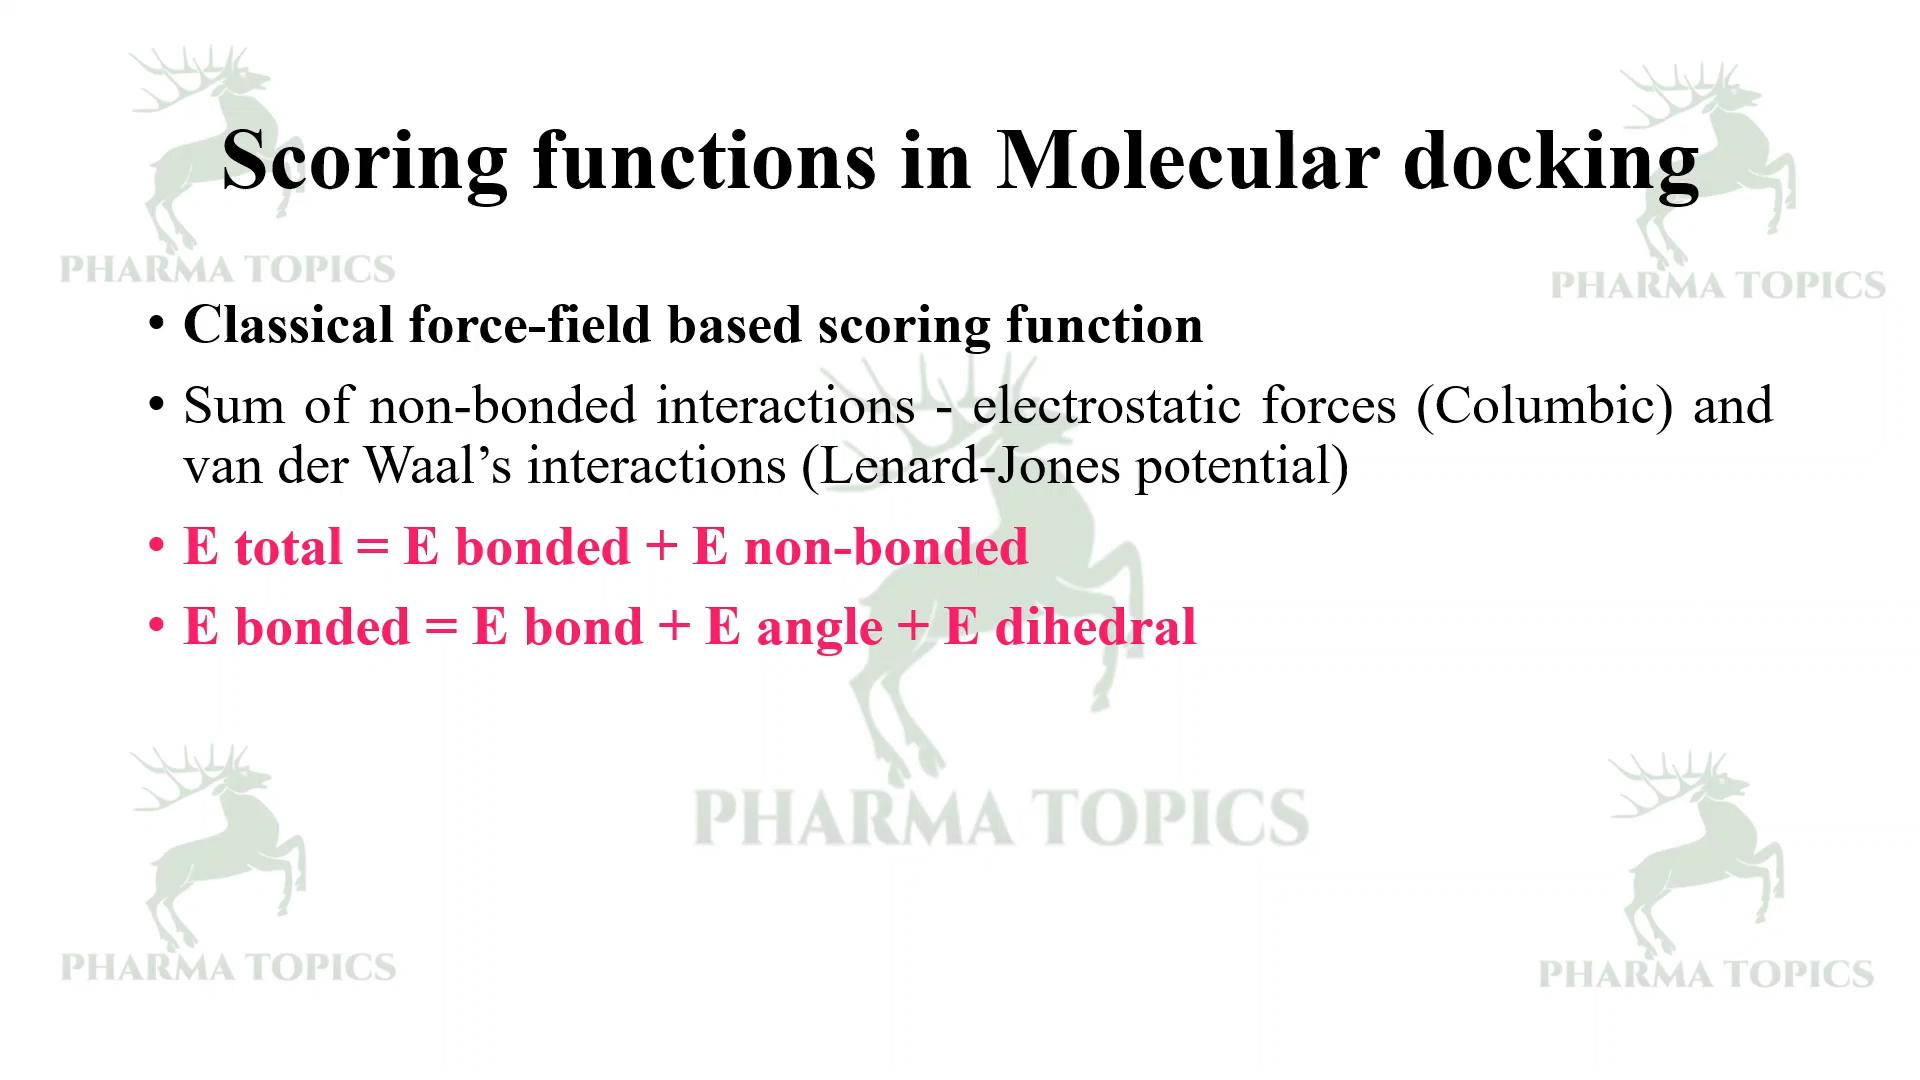 Scoring functions in Molecular docking
PHARMA TOPICS
PHARMA TOPICS
• Classical force-field based scoring function
• Sum of non-bonded interactions - electrostatic forces (Columbic) and
van der Waal’s interactions (Lenard-Jones potential)
• E total = E bonded + E non-bonded
• E bonded = E bond + E angle + E dihedral
PHARMA TOPICS
PHARMA TOPICS
PHARMA TOPICS